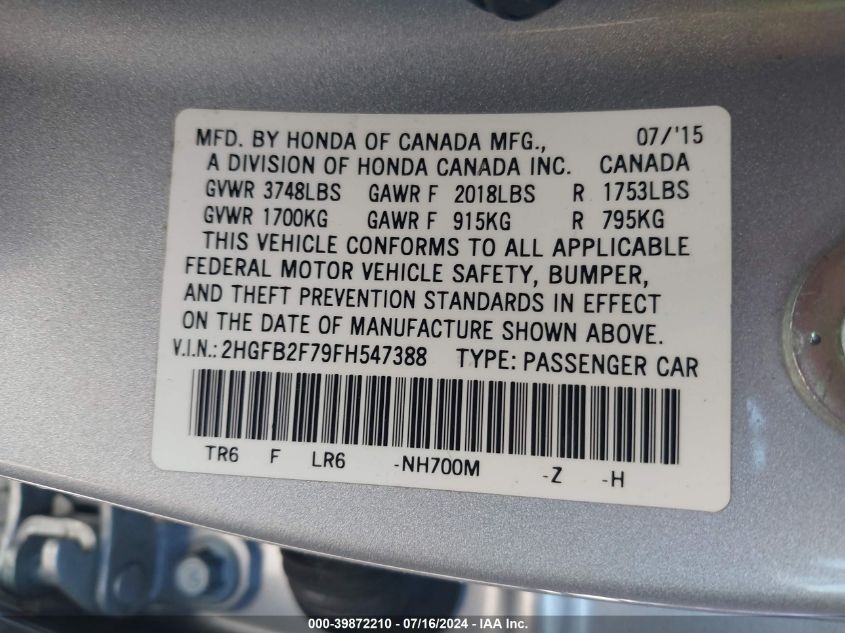 MFD. BY HONDA OF CANADA MFG., 07/'15
A DIVISION OF HONDA CANADA INC. CANADA
GVWR 3748LBS GAWR F 2018LBS R 1753LBS
GVWR 1700KG GAWR F 915KG R 795KG
THIS VEHICLE CONFORMS TO ALL APPLICABLE
FEDERAL MOTOR VEHICLE SAFETY, BUMPER,
AND THEFT PREVENTION STANDARDS IN EFFECT
ON THE DATE OF MANUFACTURE SHOWN ABOVE.
V.I.N.: 2HGFB2F79FH547388 TYPE: PASSENGER CAR
TR6 F LR6 -NH700M -Z -H
000-39872210 - 07/16/2024 - IAA Inc.